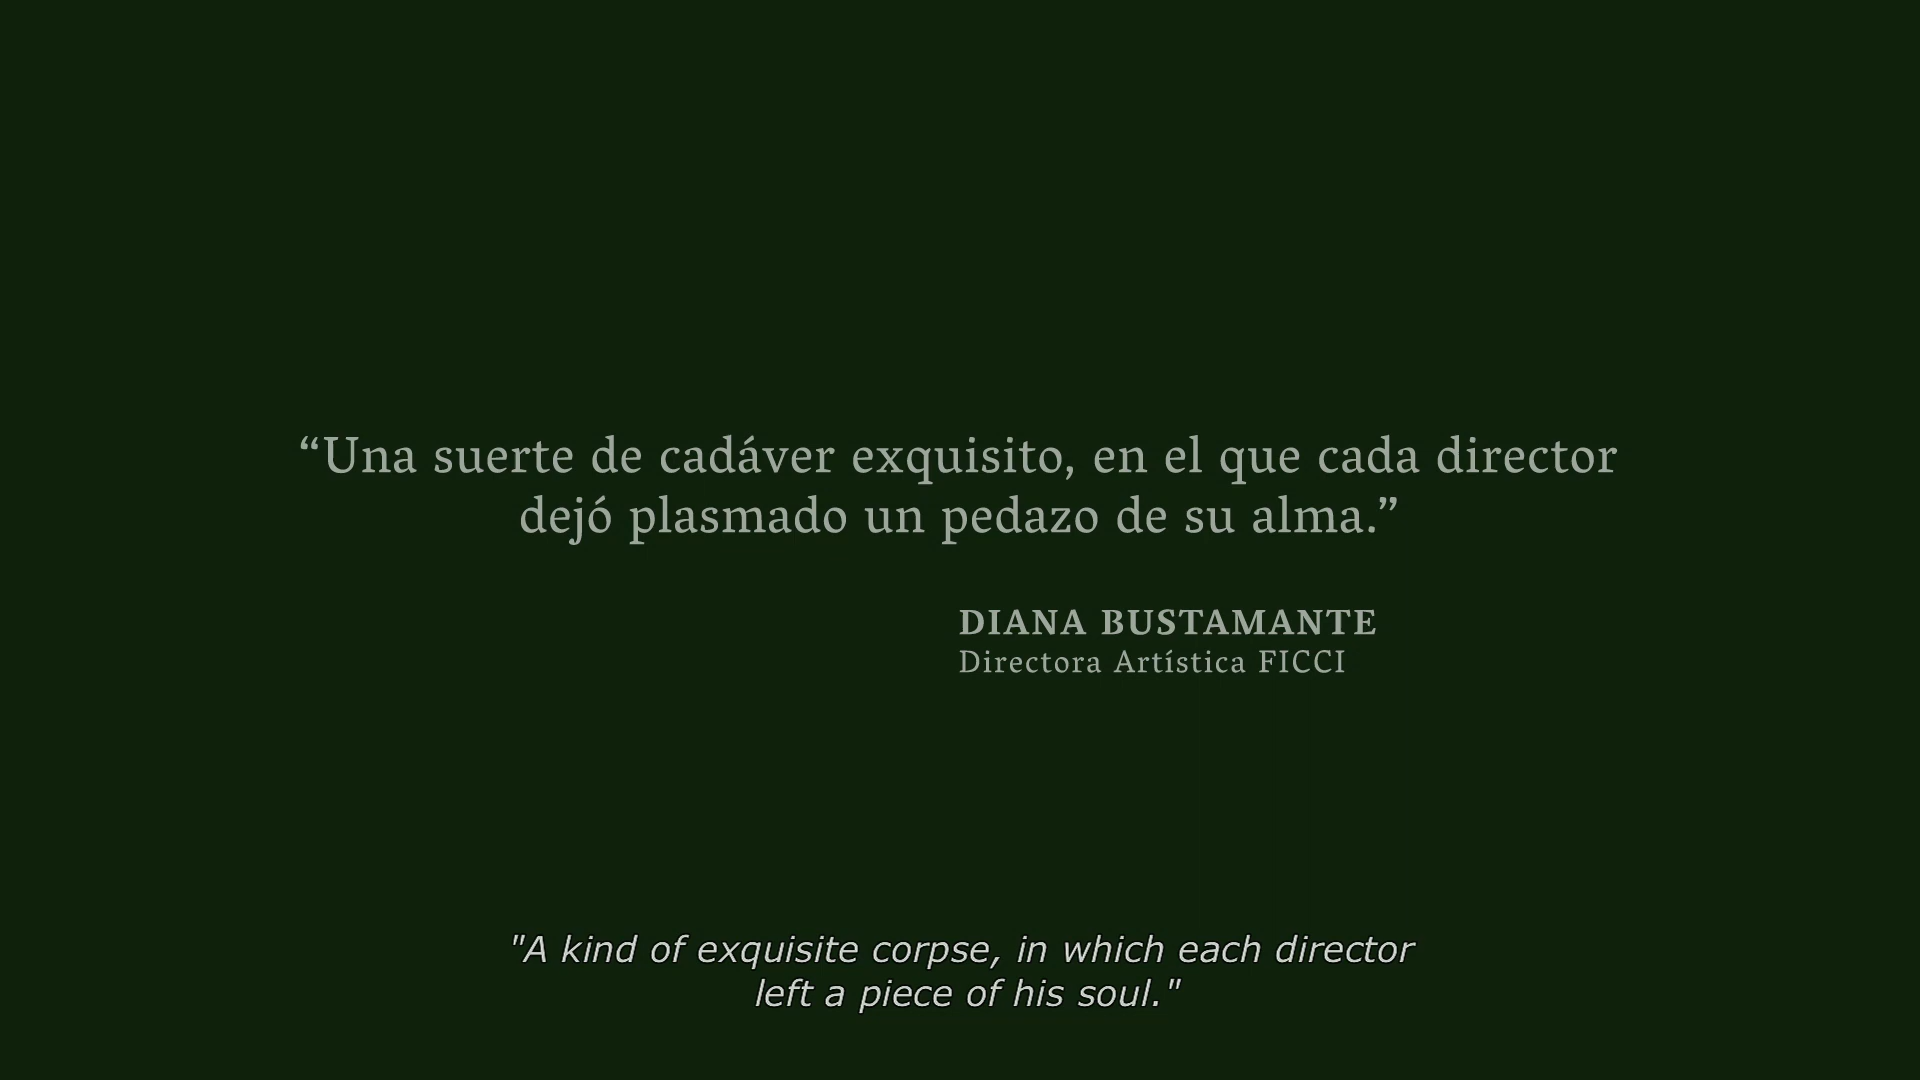 “Una suerte de cadáver exquisito, en el que cada director
dejó plasmado un pedazo de su alma.”
DIANA BUSTAMANTE
Directora Artística FICCI
"A kind of exquisite corpse, in which each director
left a piece of his soul."